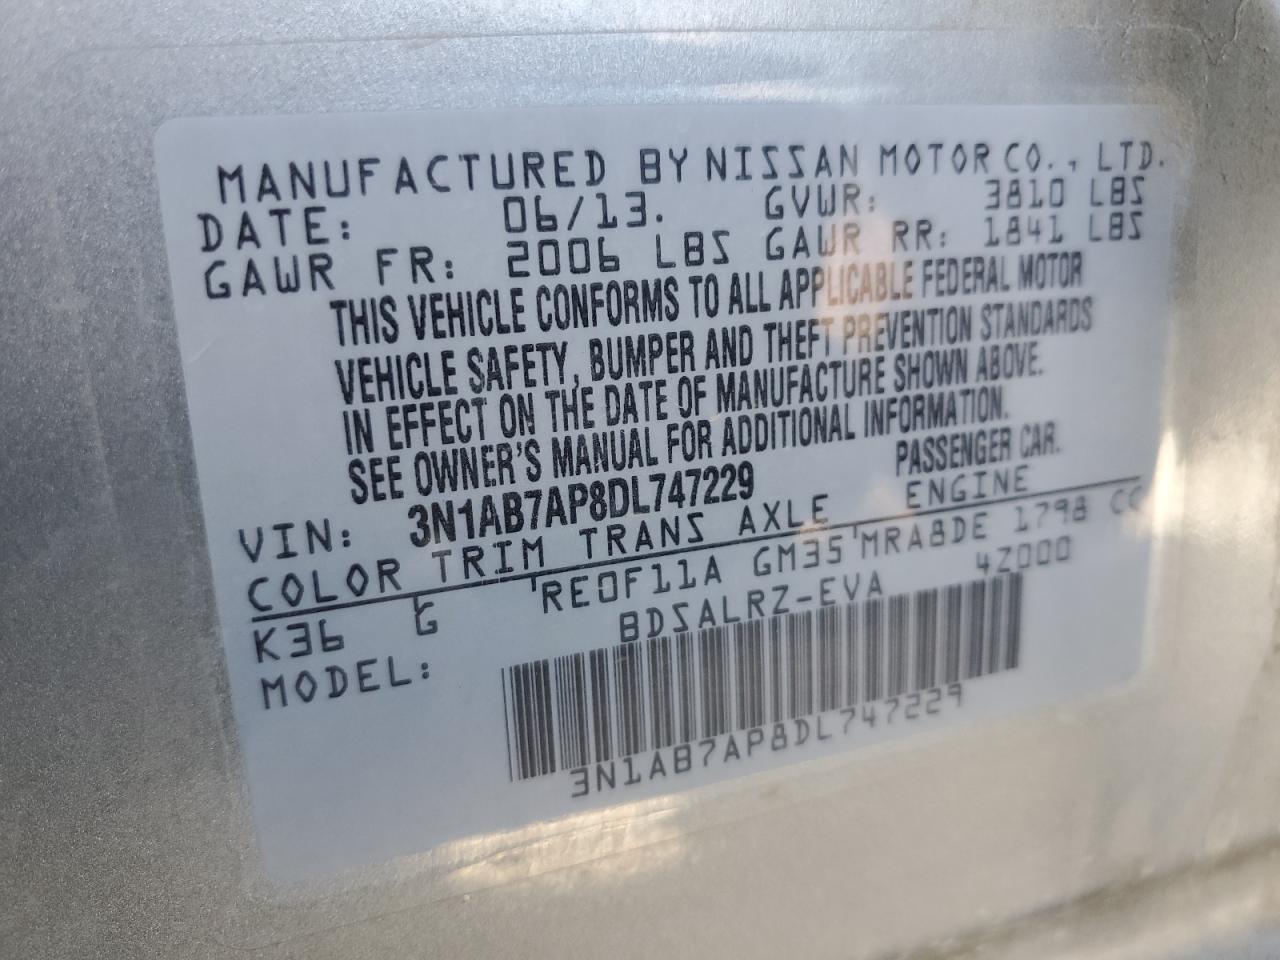 MANUFACTURED BY NISSAN MOTOR CO., LTD.
DATE: 06/13. GVWR: 3810 LBS
GAWR FR: 2006 LBS GAWR RR: 1841 LBS
THIS VEHICLE CONFORMS TO ALL APPLICABLE FEDERAL MOTOR
VEHICLE SAFETY, BUMPER AND THEFT PREVENTION STANDARDS
IN EFFECT ON THE DATE OF MANUFACTURE SHOWN ABOVE.
SEE OWNER'S MANUAL FOR ADDITIONAL INFORMATION.
VIN: 3N1AB7AP8DL747229 PASSENGER CAR.
COLOR TRIM TRANS AXLE ENGINE
K36 G RE0F11A GM35 MRA8DE 1798 CC
MODEL: BDSALRZ-EVA 4Z000
3N1AB7AP8DL747229